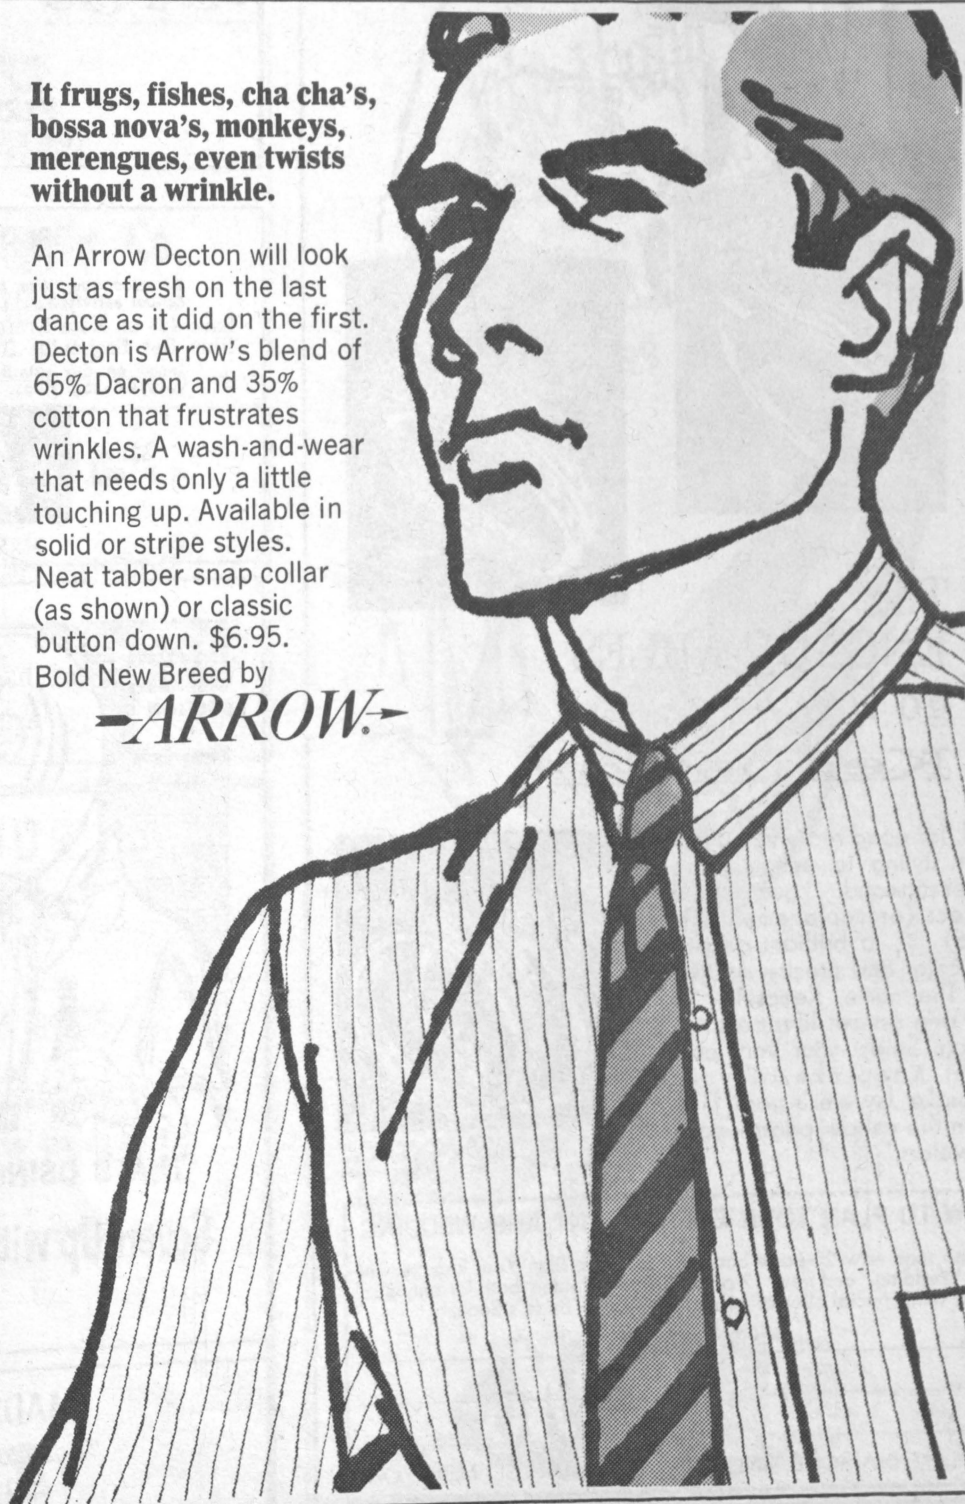 It frugs, fishes, cha cha's,
bossa nova's, monkeys,
merengues, even twists
without a wrinkle.
An Arrow Decton will look
just as fresh on the last
dance as it did on the first.
Decton is Arrow's blend of
65% Dacron and 35%
cotton that frustrates
wrinkles. A wash-and-wear
that needs only a little
touching up. Available in
solid or stripe styles.
Neat tabber snap collar
(as shown) or classic
button down. $6.95.
Bold New Breed by
ARROW®